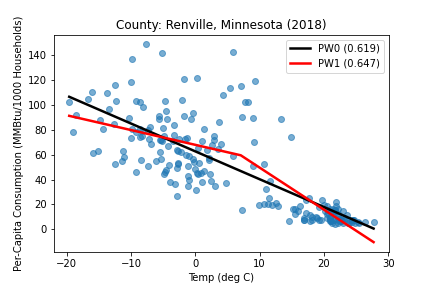 County: Renville, Minnesota (2018)
PW0 (0.619)
PW1 (0.647)
Per-Capita Consumption (MMBtu/1000 Households)
140
120
100
80
60
40
20
0
−20 −10 0 10 20 30
Temp (deg C)